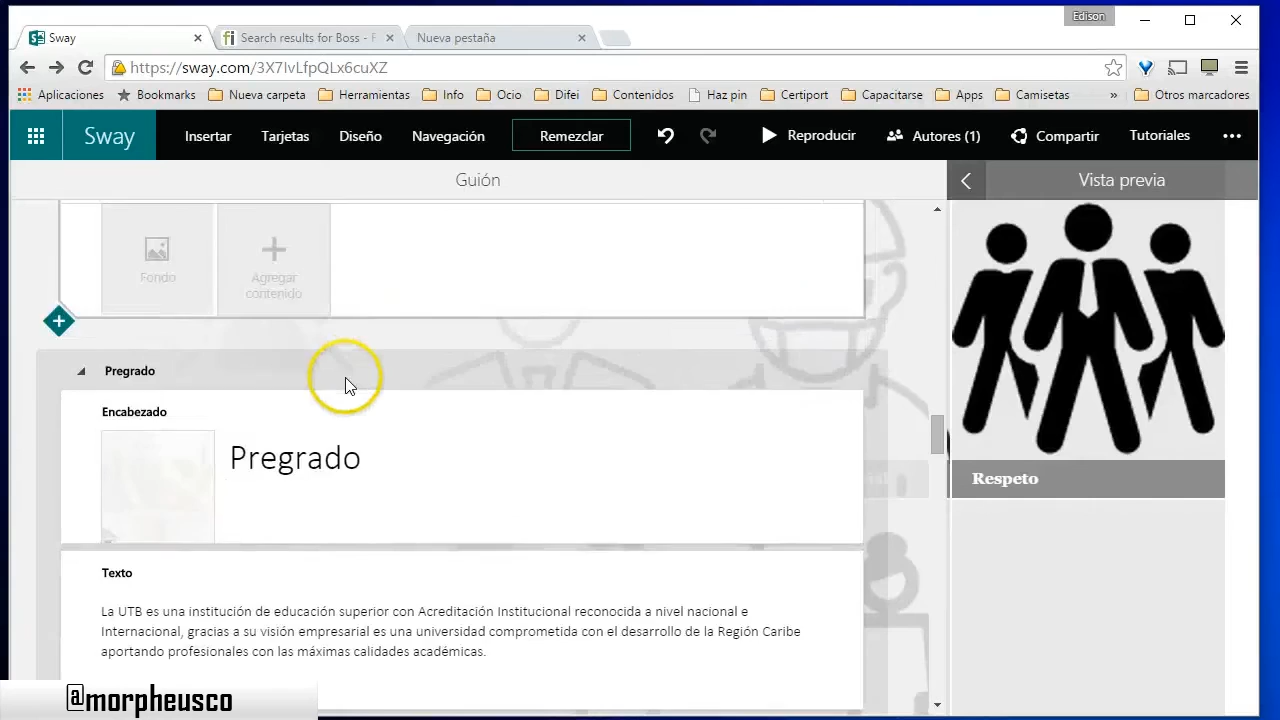 Edison
Sway
Search results for Boss - F
Nueva pestaña
https://sway.com/3X7IvLfpQLx6cuXZ
Aplicaciones
Bookmarks
Nueva carpeta
Herramientas
Info
Ocio
Difei
Contenidos
Haz pin
Certiport
Capacitarse
Apps
Camisetas
»
Otros marcadores
Sway
Insertar
Tarjetas
Diseño
Navegación
Remezclar
Reproducir
Autores (1)
Compartir
Tutoriales
Guión
Vista previa
Fondo
Agregar
contenido
Pregrado
Encabezado
Pregrado
Respeto
Texto
La UTB es una institución de educación superior con Acreditación Institucional reconocida a nivel nacional e
Internacional, gracias a su visión empresarial es una universidad comprometida con el desarrollo de la Región Caribe
aportando profesionales con las máximas calidades académicas.
@morpheusco